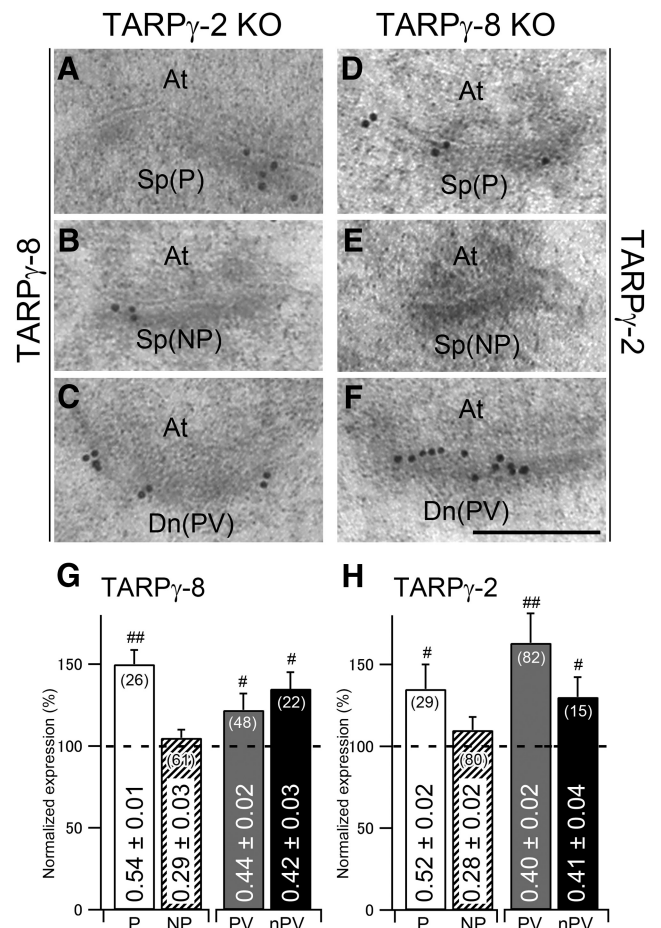 TARPγ-2 KO
TARPγ-8 KO
TARPγ-8
TARPγ-2
A
At
Sp(P)
B
At
Sp(NP)
C
At
Dn(PV)
D
At
Sp(P)
E
At
Sp(NP)
F
At
Dn(PV)
G
TARPγ-8
Normalized expression (%)
150
100
50
0
##
(26)
0.54 ± 0.01
(61)
0.29 ± 0.03
#
(48)
0.44 ± 0.02
#
(22)
0.42 ± 0.03
P NP PV nPV
H
TARPγ-2
Normalized expression (%)
150
100
50
0
#
(29)
0.52 ± 0.02
(80)
0.28 ± 0.02
##
(82)
0.40 ± 0.02
#
(15)
0.41 ± 0.04
P NP PV nPV